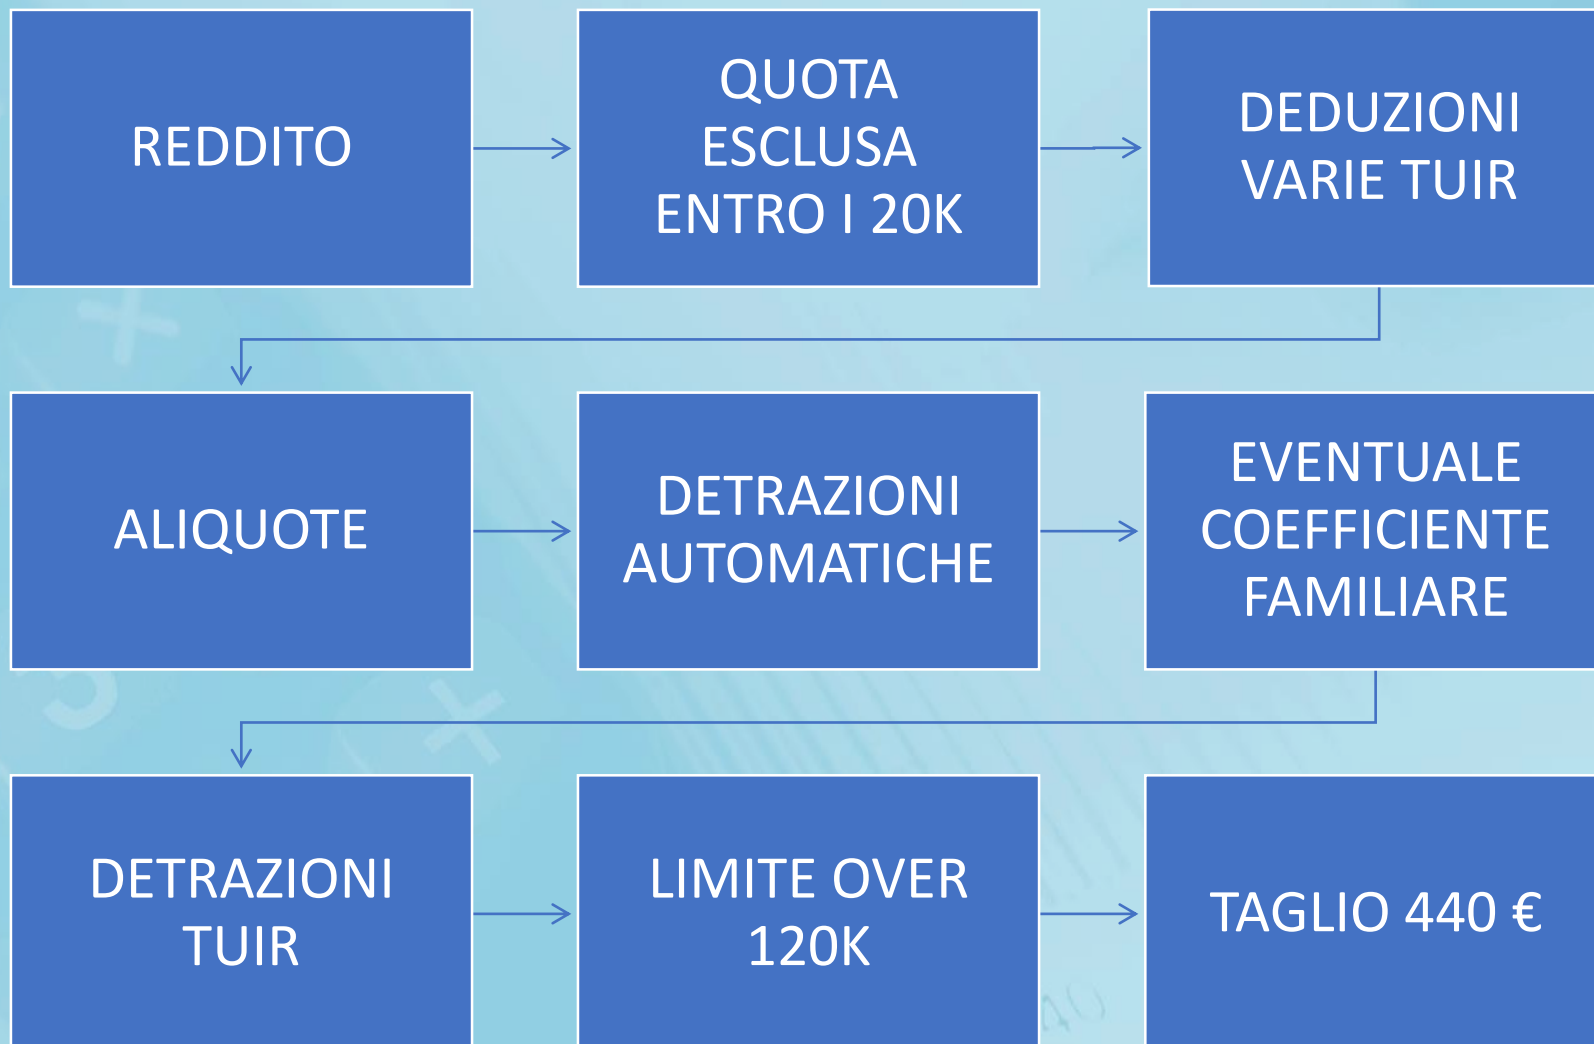 REDDITO
QUOTA
ESCLUSA
ENTRO I 20K
DEDUZIONI
VARIE TUIR
ALIQUOTE
DETRAZIONI
AUTOMATICHE
EVENTUALE
COEFFICIENTE
FAMILIARE
DETRAZIONI
TUIR
LIMITE OVER
120K
TAGLIO 440 €